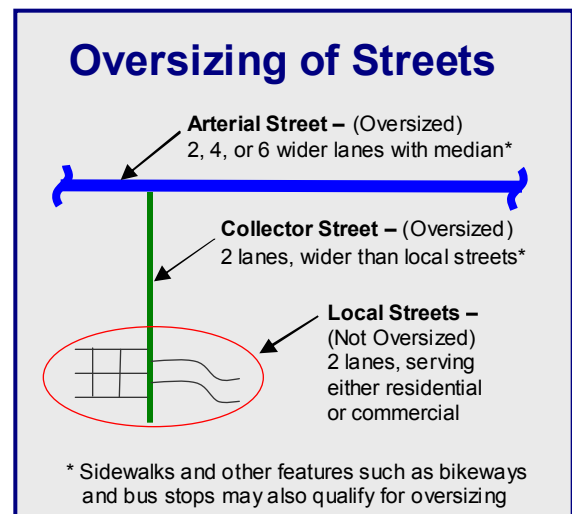 Oversizing of Streets
Arterial Street – (Oversized)
2, 4, or 6 wider lanes with median*
Collector Street – (Oversized)
2 lanes, wider than local streets*
Local Streets –
(Not Oversized)
2 lanes, serving
either residential
or commercial
* Sidewalks and other features such as bikeways
and bus stops may also qualify for oversizing